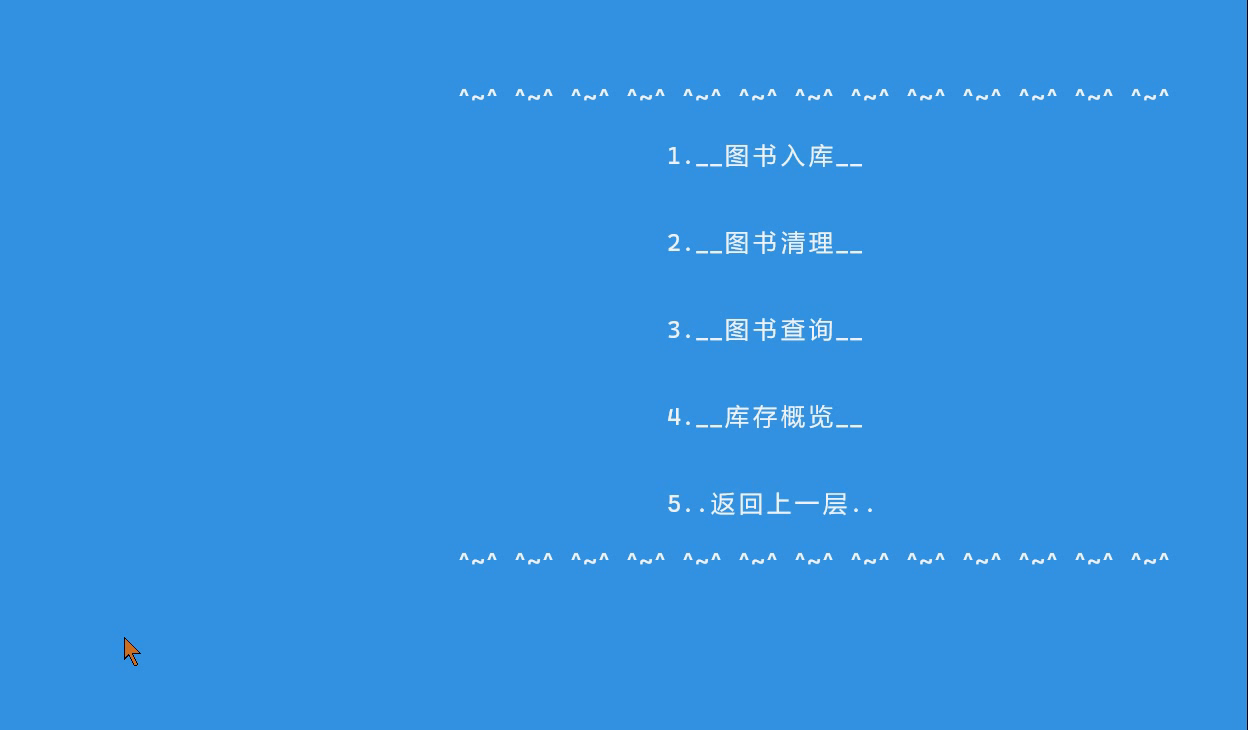 ^~^ ^~^ ^~^ ^~^ ^~^ ^~^ ^~^ ^~^ ^~^ ^~^ ^~^ ^~^ ^~^
1.__图书入库__
2.__图书清理__
3.__图书查询__
4.__库存概览__
5..返回上一层..
^~^ ^~^ ^~^ ^~^ ^~^ ^~^ ^~^ ^~^ ^~^ ^~^ ^~^ ^~^ ^~^